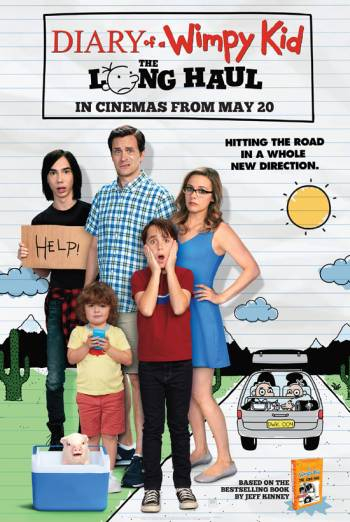 DIARY of a Wimpy Kid
THE
LONG HAUL
IN CINEMAS FROM MAY 20
HITTING THE ROAD
IN A WHOLE
NEW DIRECTION.
HELP!
BASED ON THE
BESTSELLING BOOK
BY JEFF KINNEY